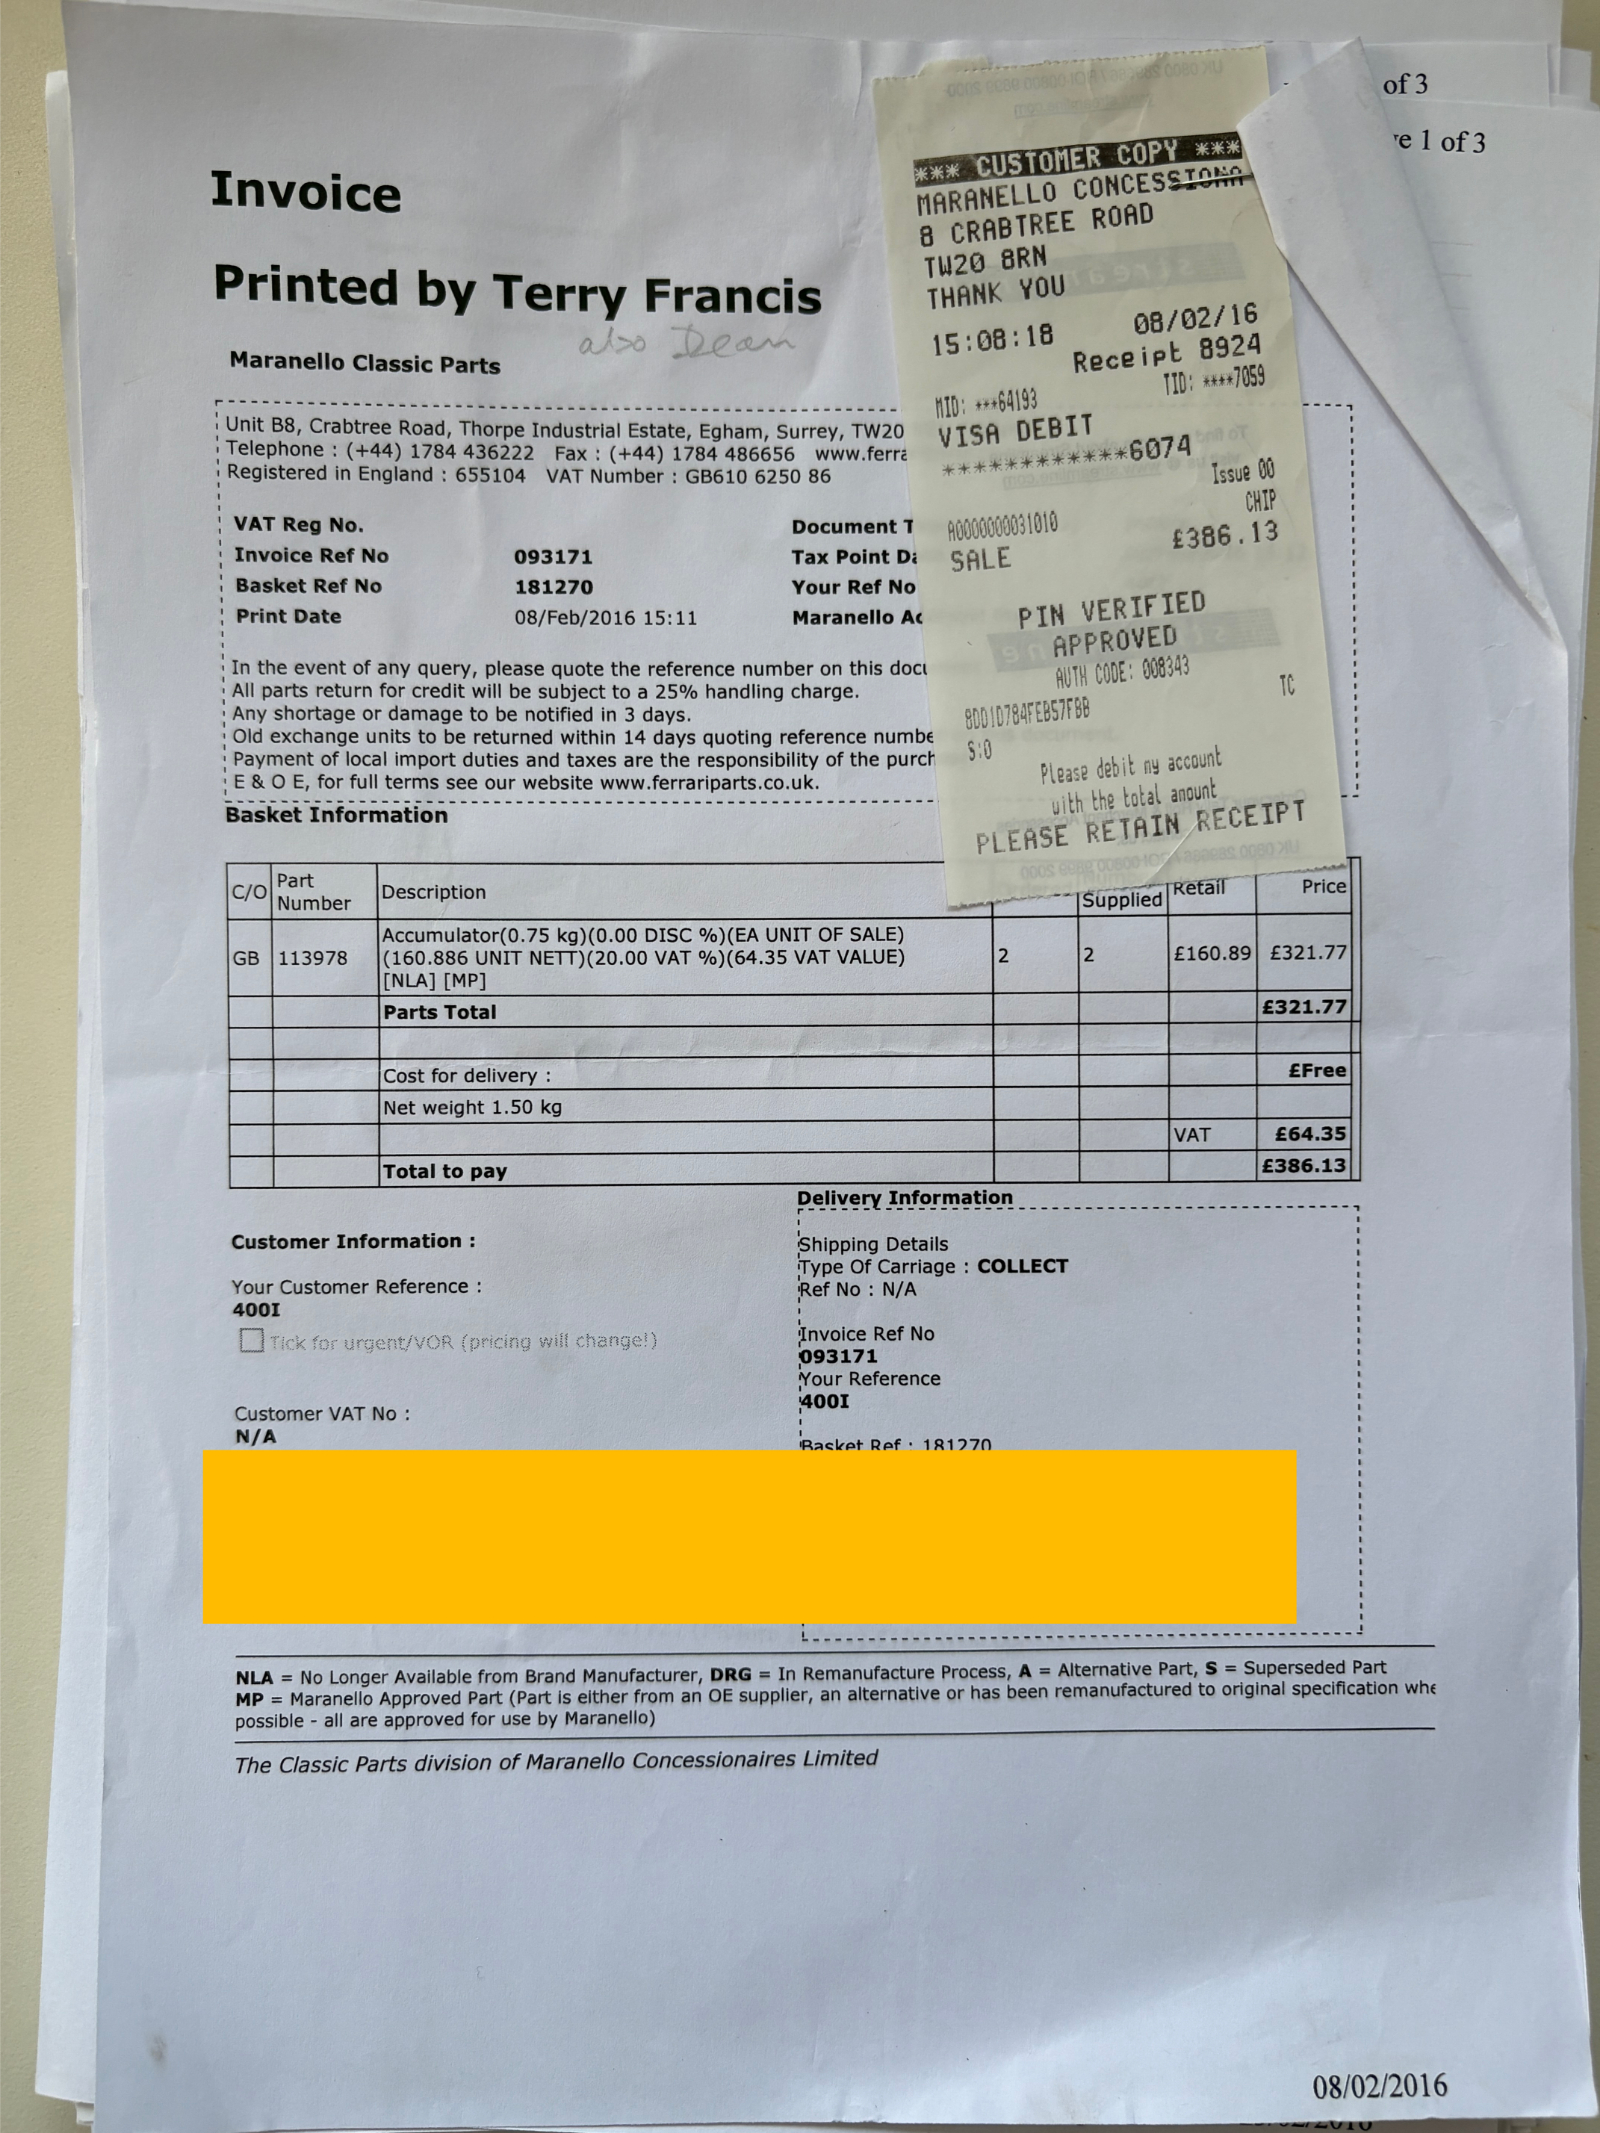 of 3
e 1 of 3
Invoice
Printed by Terry Francis
also Dean
Maranello Classic Parts
Unit B8, Crabtree Road, Thorpe Industrial Estate, Egham, Surrey, TW20
Telephone : (+44) 1784 436222 Fax : (+44) 1784 486656 www.ferra
Registered in England : 655104 VAT Number : GB610 6250 86
VAT Reg No. Document T
Invoice Ref No 093171 Tax Point Da
Basket Ref No 181270 Your Ref No
Print Date 08/Feb/2016 15:11 Maranello Ac
In the event of any query, please quote the reference number on this docu
All parts return for credit will be subject to a 25% handling charge.
Any shortage or damage to be notified in 3 days.
Old exchange units to be returned within 14 days quoting reference numbe
Payment of local import duties and taxes are the responsibility of the purch
E & O E, for full terms see our website www.ferrariparts.co.uk.
*** CUSTOMER COPY ***
MARANELLO CONCESSIONA
8 CRABTREE ROAD
TW20 8RN
THANK YOU
15:08:18 08/02/16
Receipt 8924
MID: ***64193 TID: ****7059
VISA DEBIT
************6074
Issue 00
CHIP
A0000000031010
SALE £386.13
PIN VERIFIED
APPROVED
AUTH CODE: 008343
8DD1D784FEB57FBB TC
S:0
Please debit my account
with the total amount
PLEASE RETAIN RECEIPT
Basket Information
C/O Part Number Description Supplied Retail Price
GB 113978 Accumulator(0.75 kg)(0.00 DISC %)(EA UNIT OF SALE) 2 2 £160.89 £321.77
(160.886 UNIT NETT)(20.00 VAT %)(64.35 VAT VALUE)
[NLA] [MP]
Parts Total £321.77
Cost for delivery : £Free
Net weight 1.50 kg
VAT £64.35
Total to pay £386.13
Customer Information :
Your Customer Reference :
400I
Tick for urgent/VOR (pricing will change!)
Customer VAT No :
N/A
Delivery Information
Shipping Details
Type Of Carriage : COLLECT
Ref No : N/A
Invoice Ref No
093171
Your Reference
400I
Basket Ref : 181270
NLA = No Longer Available from Brand Manufacturer, DRG = In Remanufacture Process, A = Alternative Part, S = Superseded Part
MP = Maranello Approved Part (Part is either from an OE supplier, an alternative or has been remanufactured to original specification whe
possible - all are approved for use by Maranello)
The Classic Parts division of Maranello Concessionaires Limited
08/02/2016